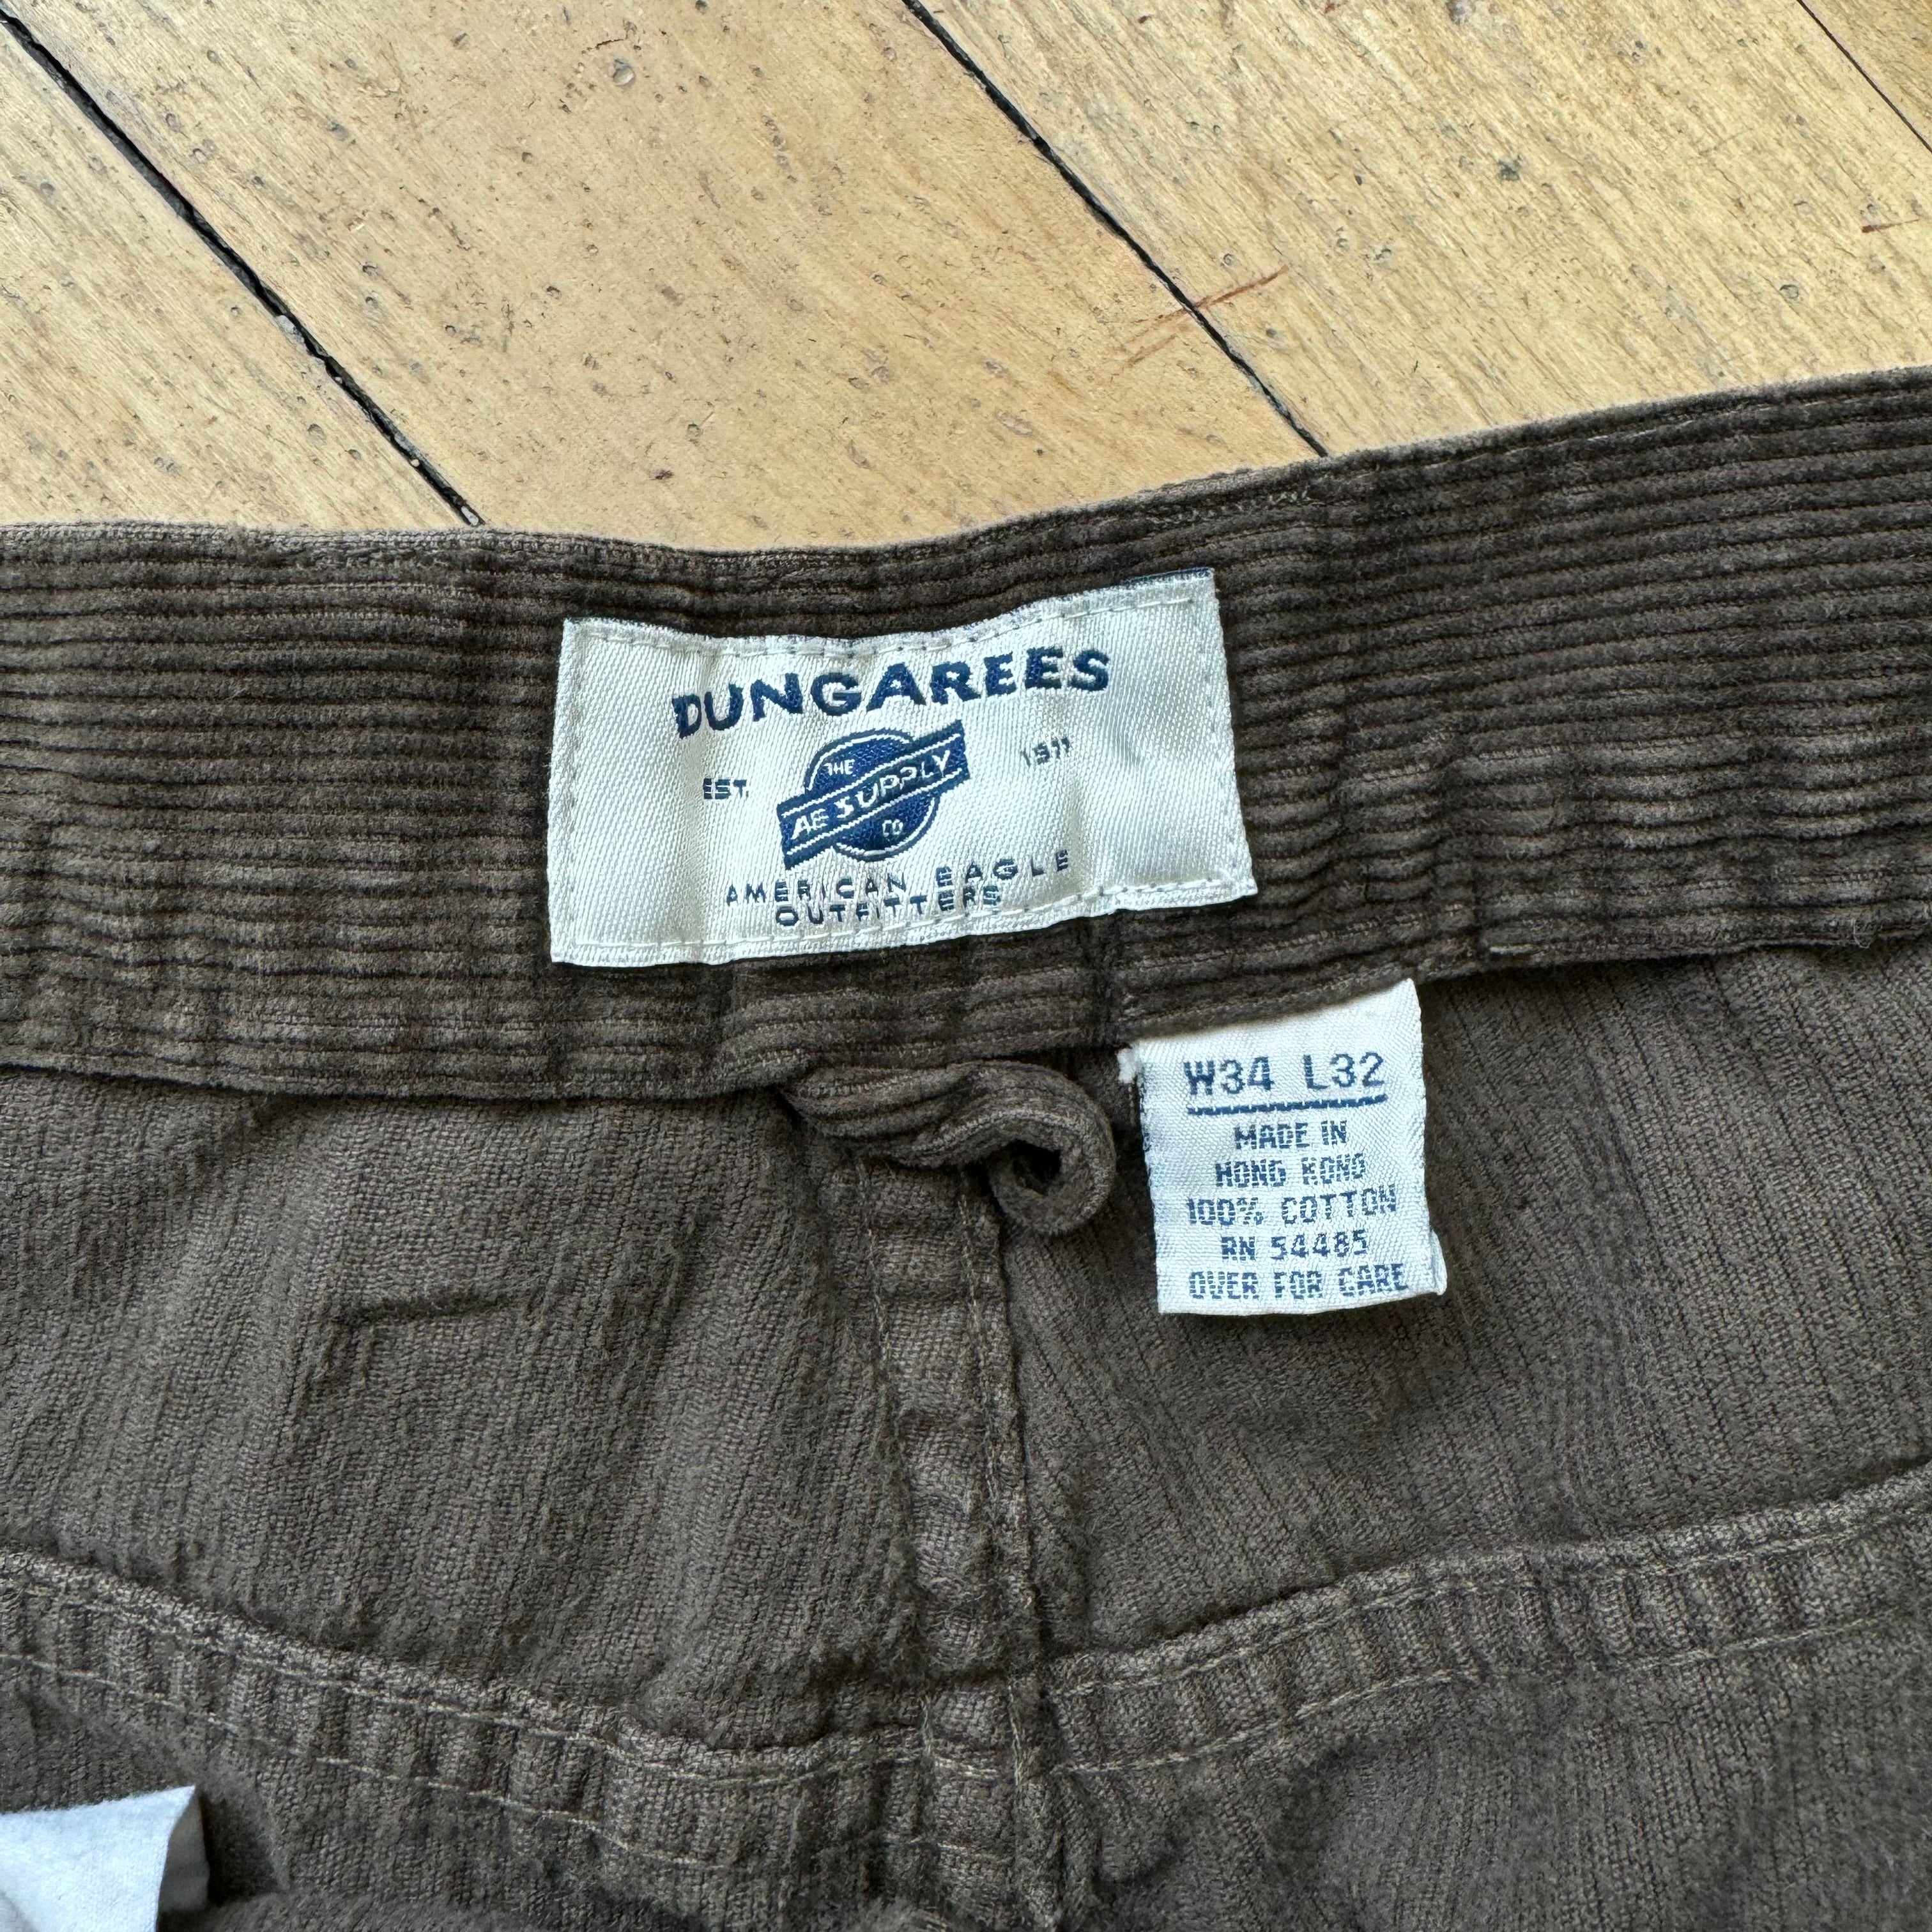 DUNGAREES
EST. 1911
THE
AE SUPPLY
CO
AMERICAN EAGLE
OUTFITTERS
W34 L32
MADE IN
HONG KONG
100% COTTON
RN 54485
OVER FOR CARE